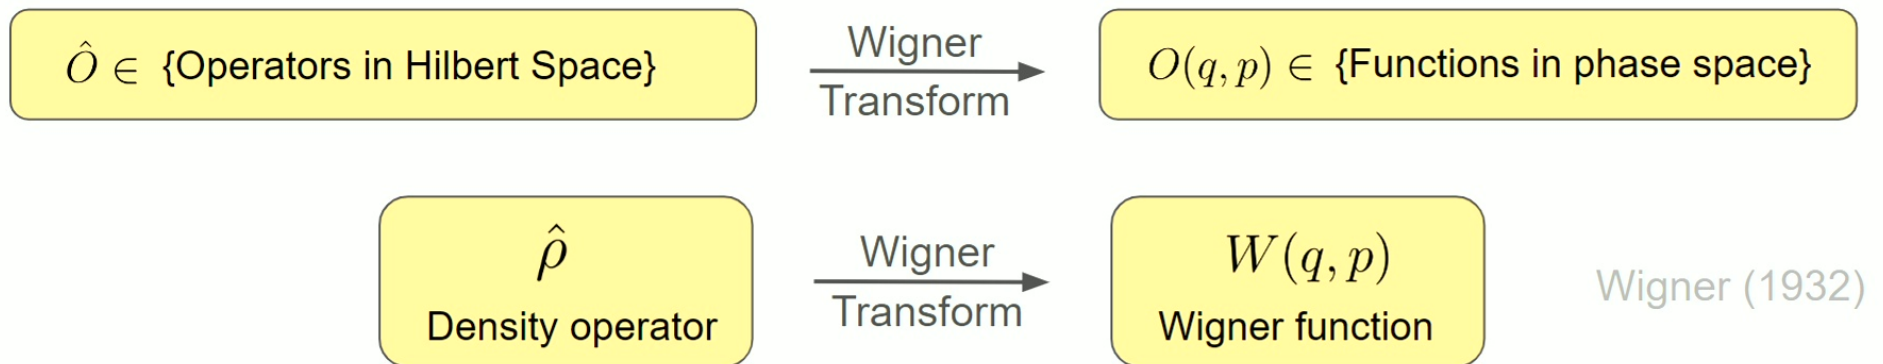 Ô ∈ {Operators in Hilbert Space}
Wigner
Transform
O(q, p) ∈ {Functions in phase space}
ρ̂
Density operator
Wigner
Transform
W(q, p)
Wigner function
Wigner (1932)